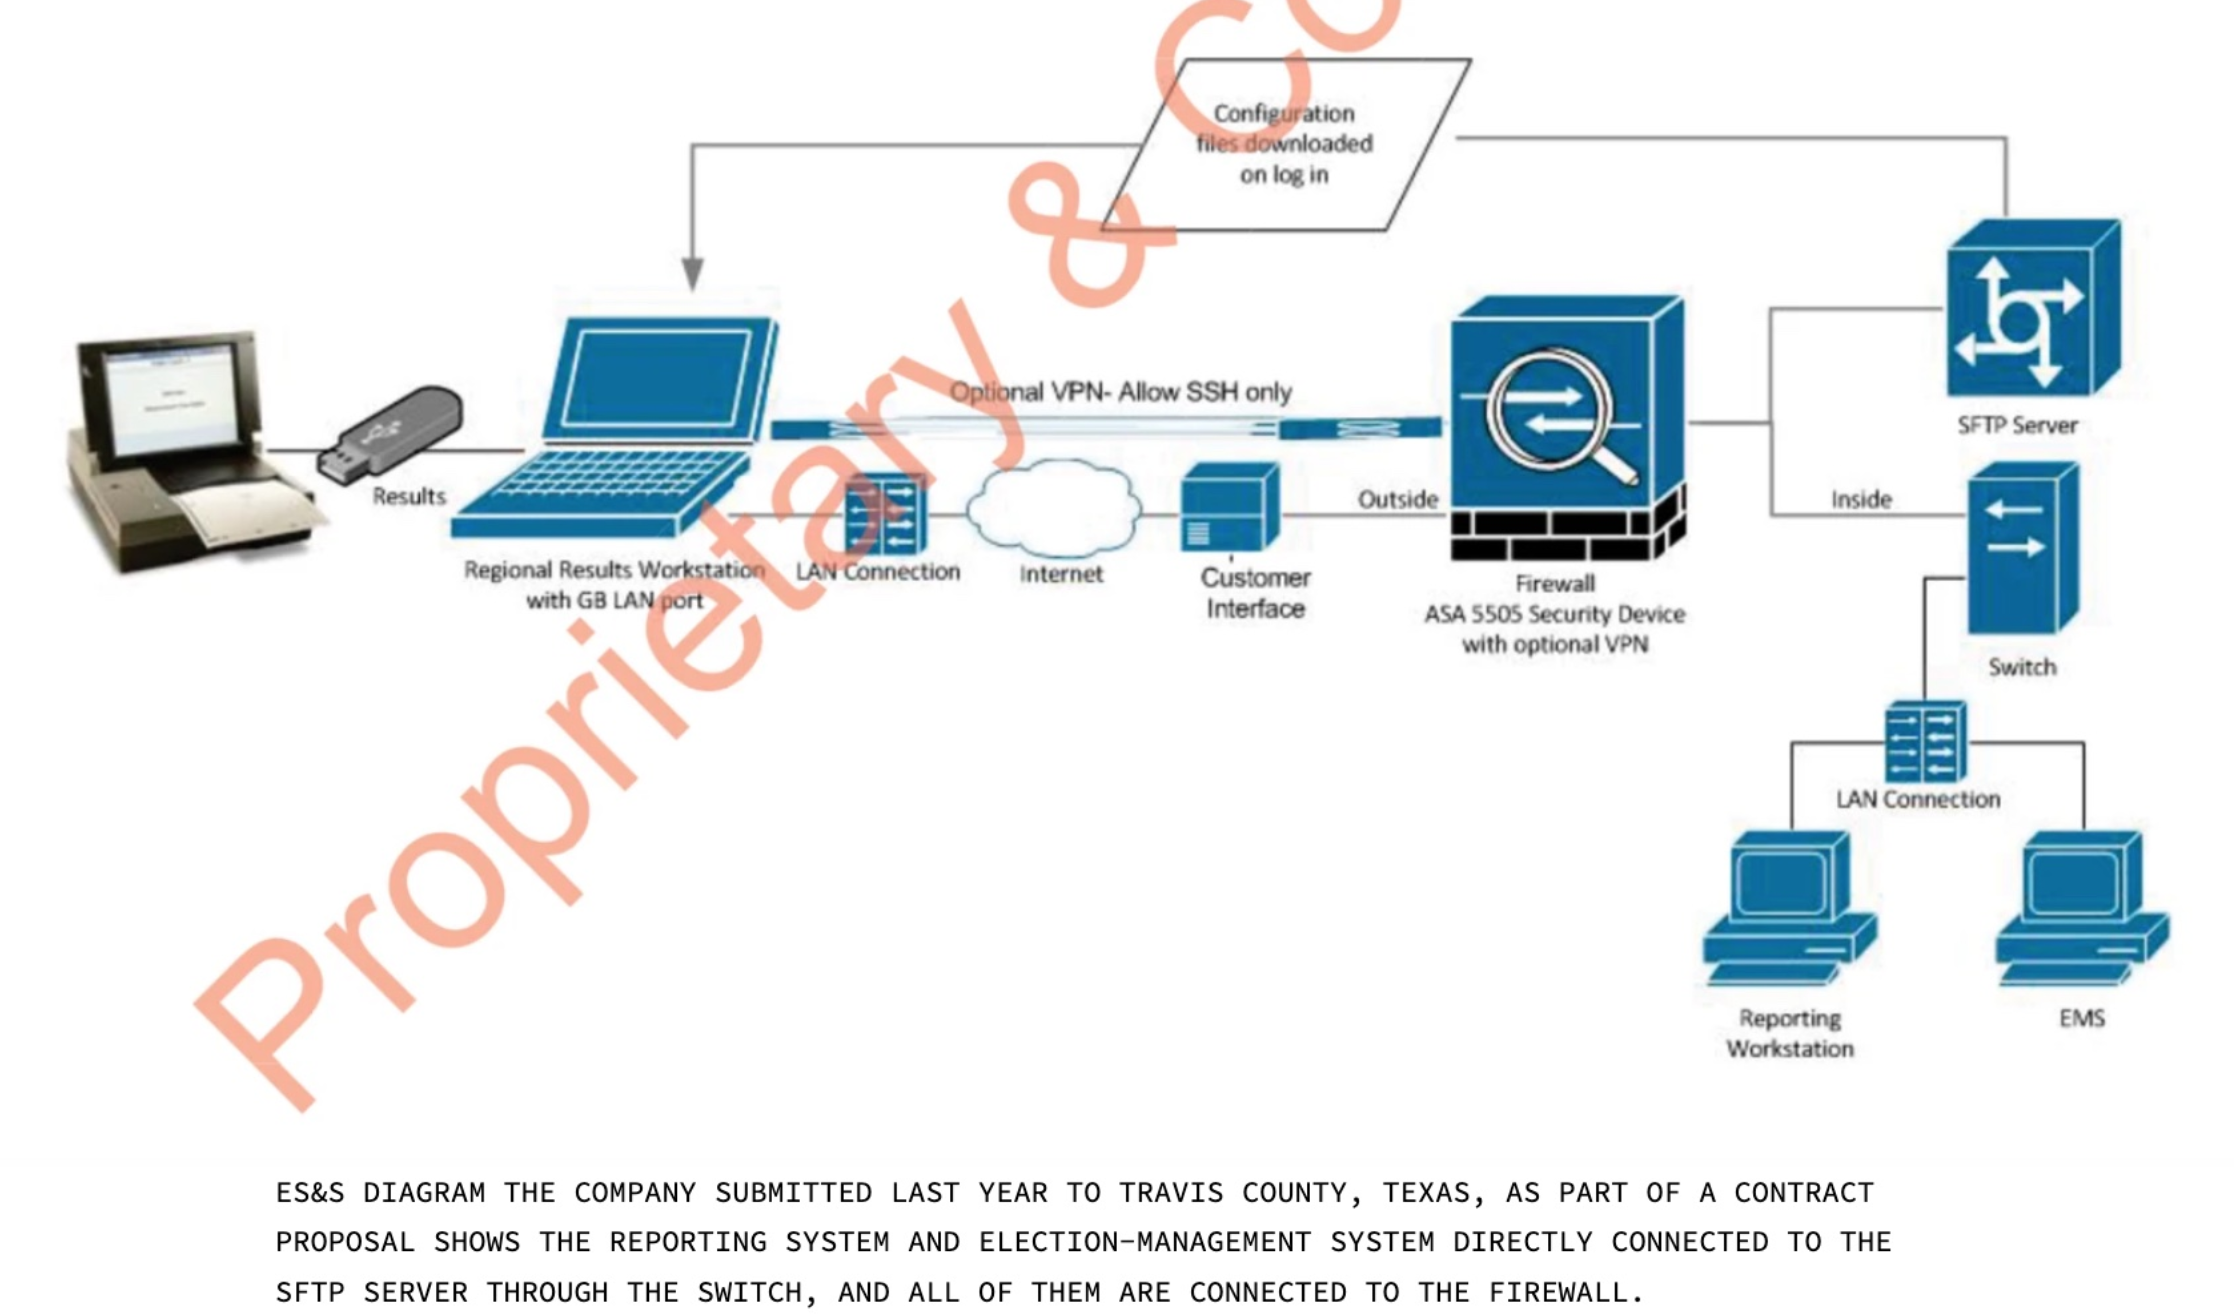 Configuration
files downloaded
on log in
Optional VPN- Allow SSH only
SFTP Server
Results
Outside
Inside
Regional Results Workstation
with GB LAN port
LAN Connection
Internet
Customer
Interface
Firewall
ASA 5505 Security Device
with optional VPN
Switch
LAN Connection
Reporting
Workstation
EMS
Proprietary & Co
ES&S DIAGRAM THE COMPANY SUBMITTED LAST YEAR TO TRAVIS COUNTY, TEXAS, AS PART OF A CONTRACT
PROPOSAL SHOWS THE REPORTING SYSTEM AND ELECTION-MANAGEMENT SYSTEM DIRECTLY CONNECTED TO THE
SFTP SERVER THROUGH THE SWITCH, AND ALL OF THEM ARE CONNECTED TO THE FIREWALL.